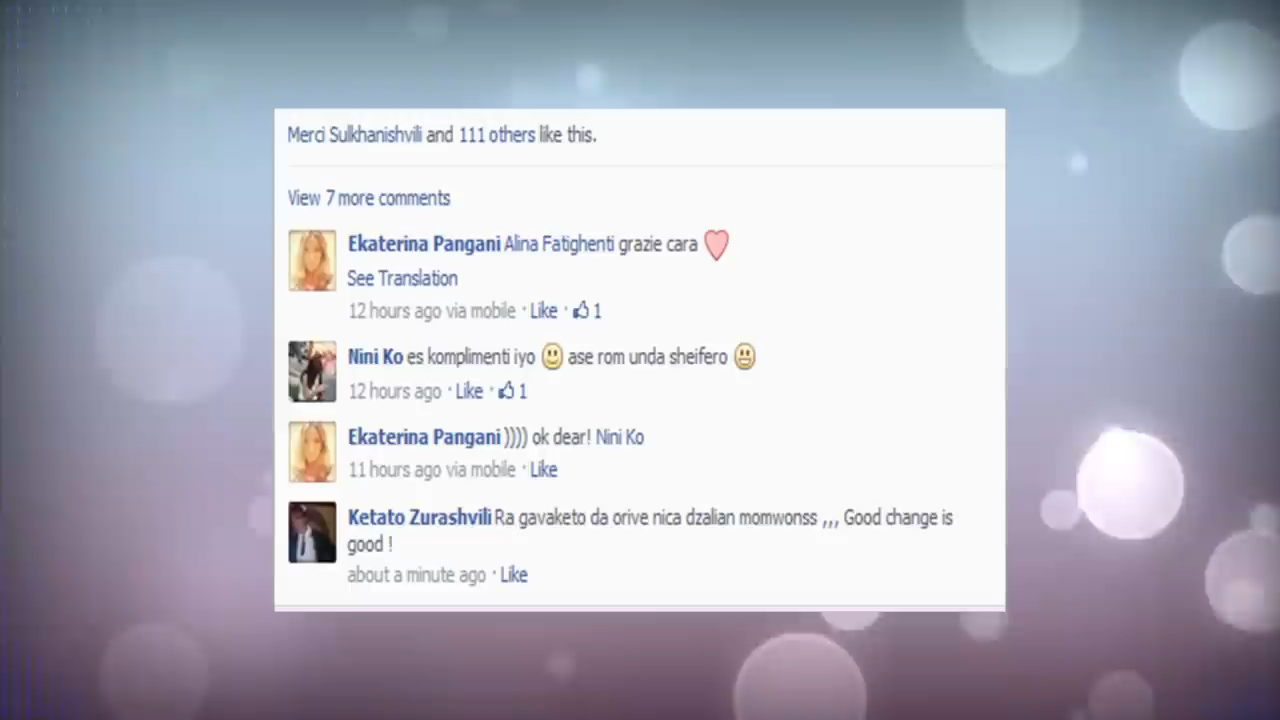 Merci Sulkhanishvili and 111 others like this.
View 7 more comments
Ekaterina Pangani Alina Fatighenti grazie cara
See Translation
12 hours ago via mobile · Like · 1
Nini Ko es komplimenti iyo ase rom unda sheifero
12 hours ago · Like · 1
Ekaterina Pangani )))) ok dear! Nini Ko
11 hours ago via mobile · Like
Ketato Zurashvili Ra gavaketo da orive nica dzalian momwonss ,,, Good change is
good !
about a minute ago · Like